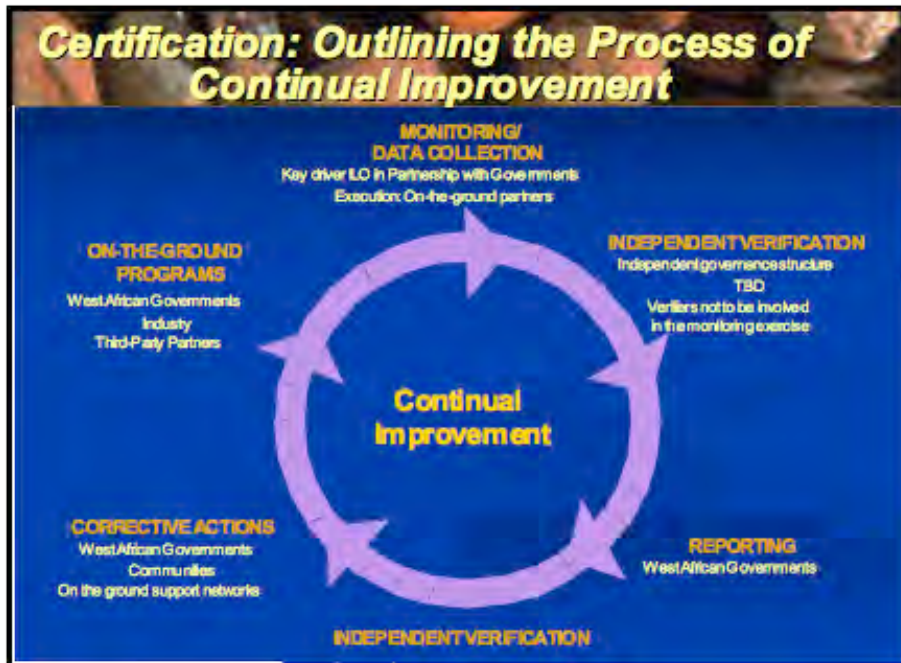 Certification: Outlining the Process of
Continual Improvement
MONITORING/
DATA COLLECTION
Key driver ILO in Partnership with Governments
Execution: On-the-ground partners
INDEPENDENT VERIFICATION
Independent governance structure
TBD
Verifiers not to be involved
in the monitoring exercise
REPORTING
West African Governments
INDEPENDENT VERIFICATION
CORRECTIVE ACTIONS
West African Governments
Communities
On the ground support networks
ON-THE-GROUND
PROGRAMS
West African Governments
Industry
Third-Party Partners
Continual
Improvement